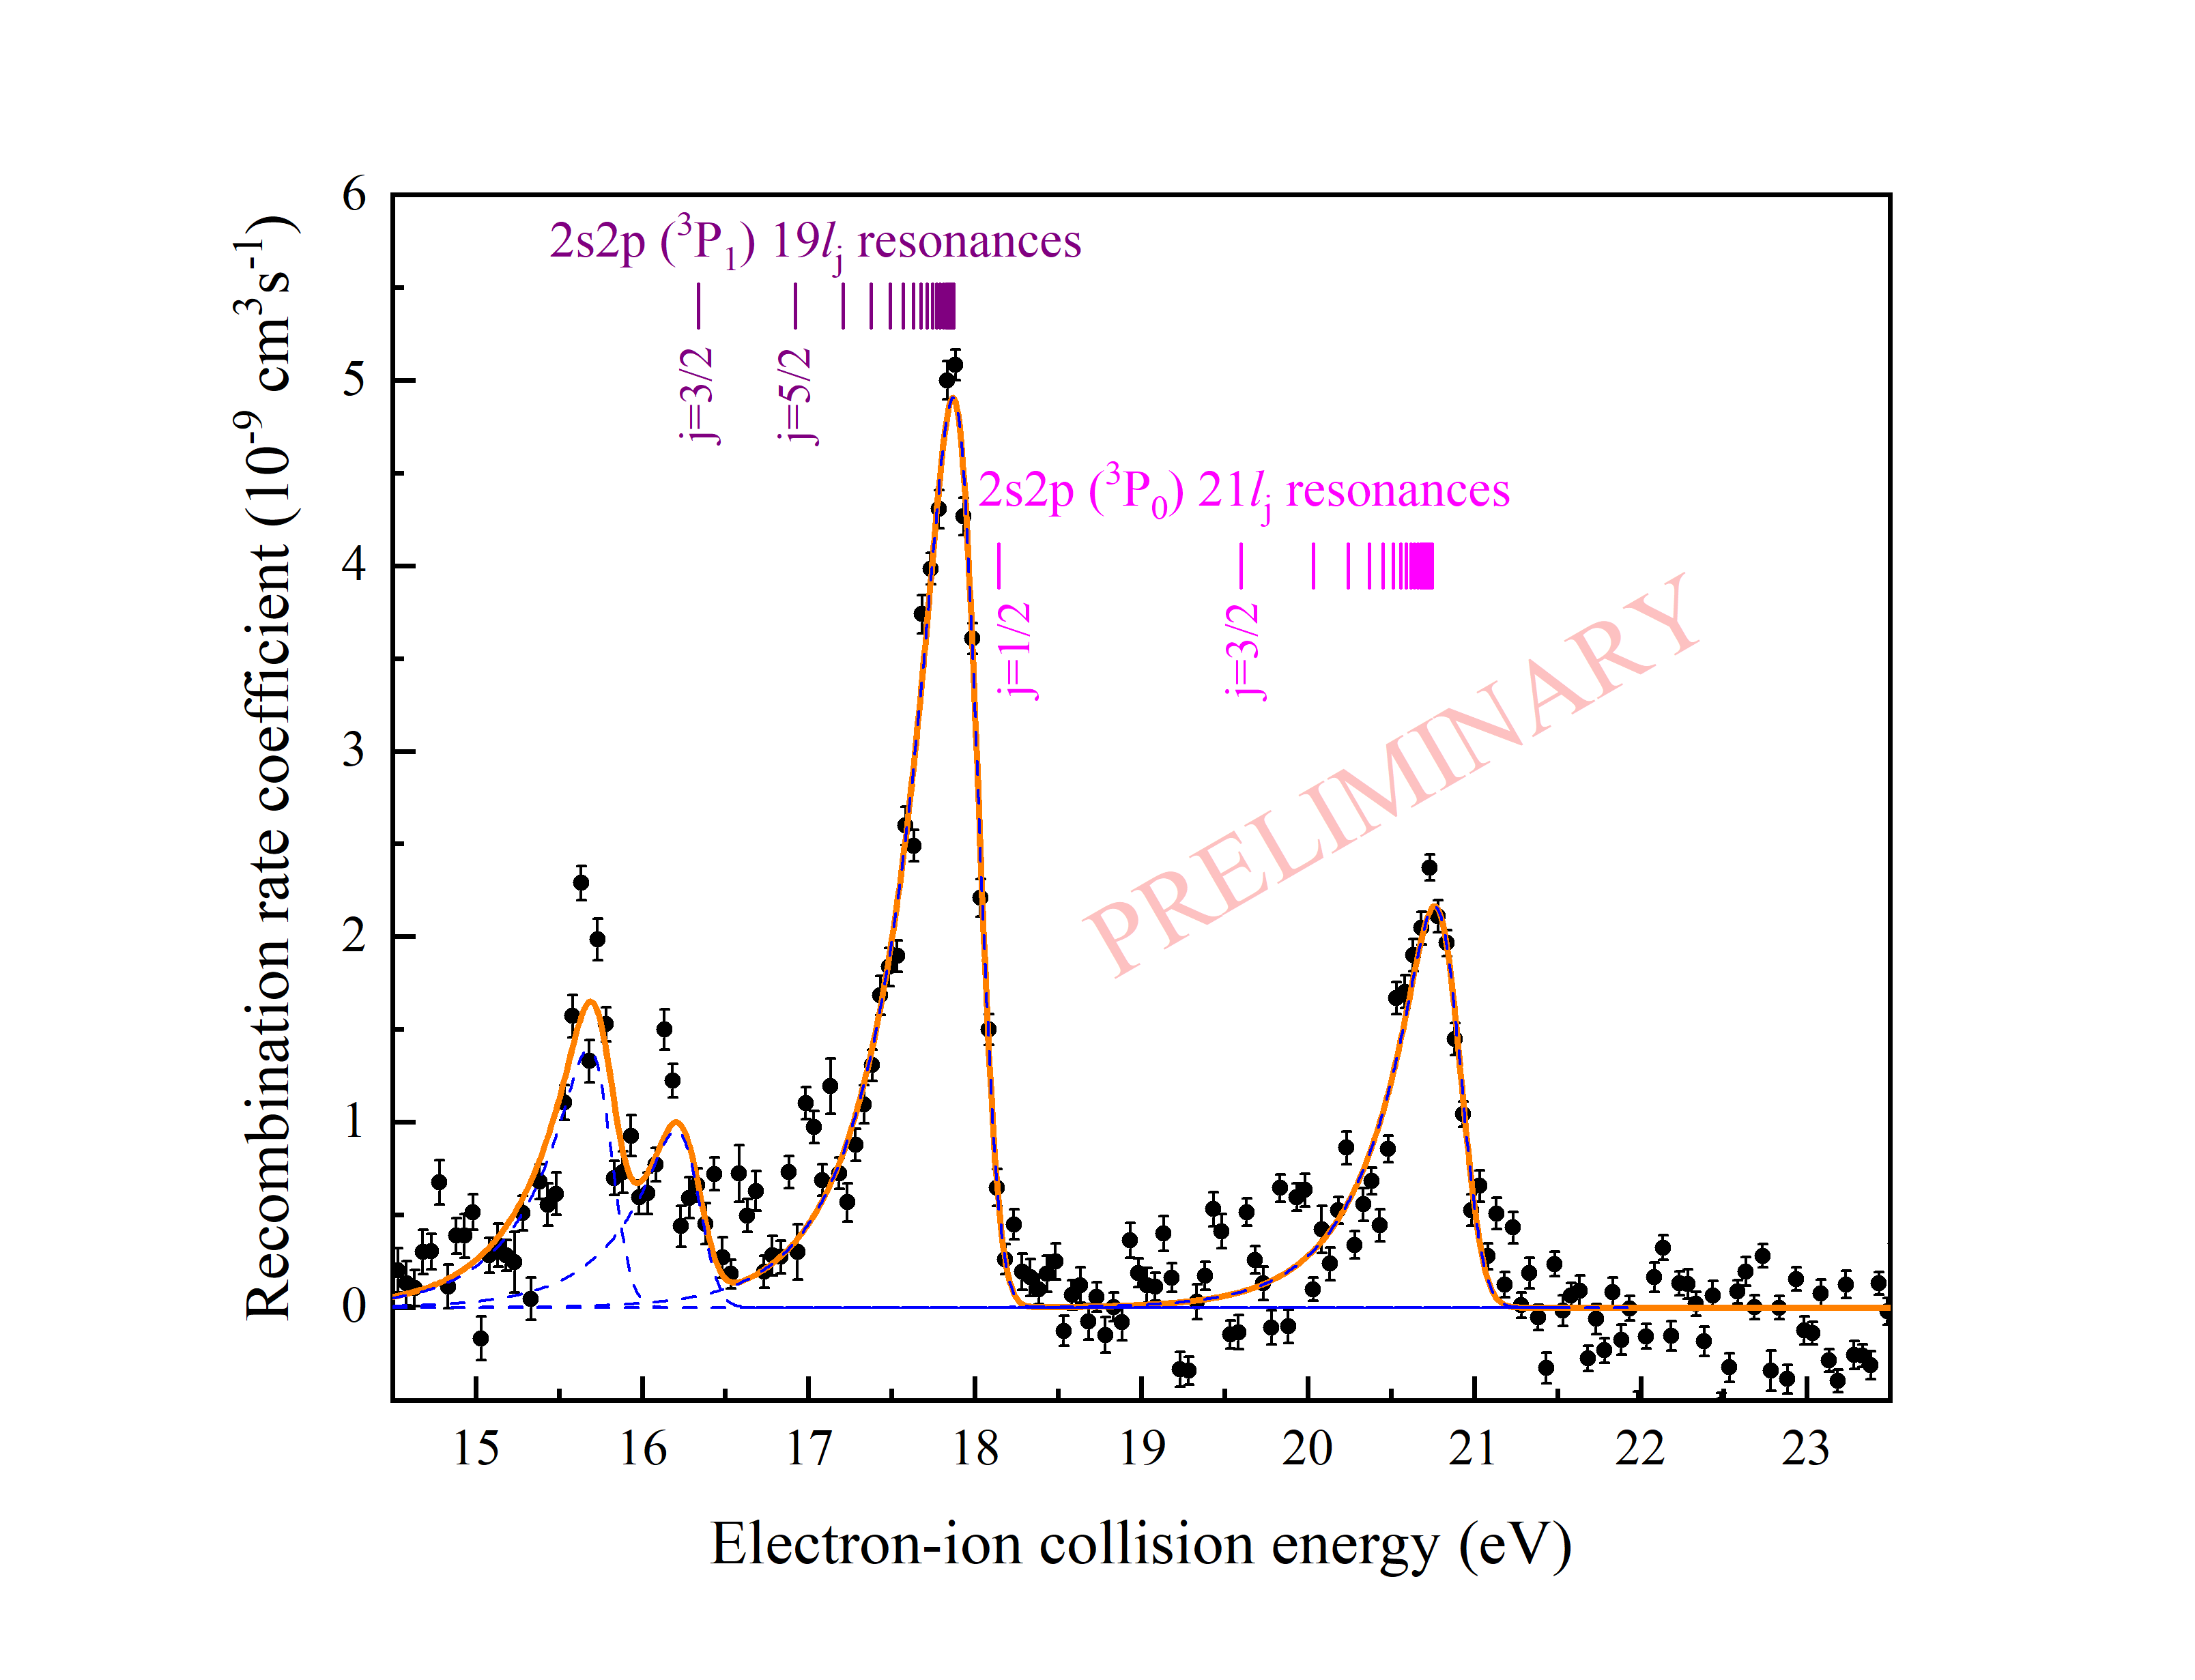 6
5
4
3
2
1
0
Recombination rate coefficient (10⁻⁹ cm³s⁻¹)
2s2p (³P₁) 19lⱼ resonances
j=3/2
j=5/2
2s2p (³P₀) 21lⱼ resonances
j=1/2
j=3/2
PRELIMINARY
15 16 17 18 19 20 21 22 23
Electron-ion collision energy (eV)